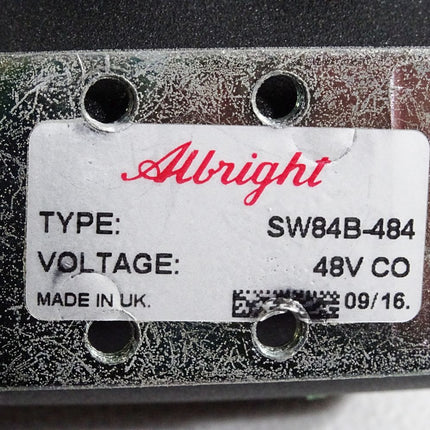 Albright
TYPE: SW84B-484
VOLTAGE: 48V CO
MADE IN UK. 09/16.